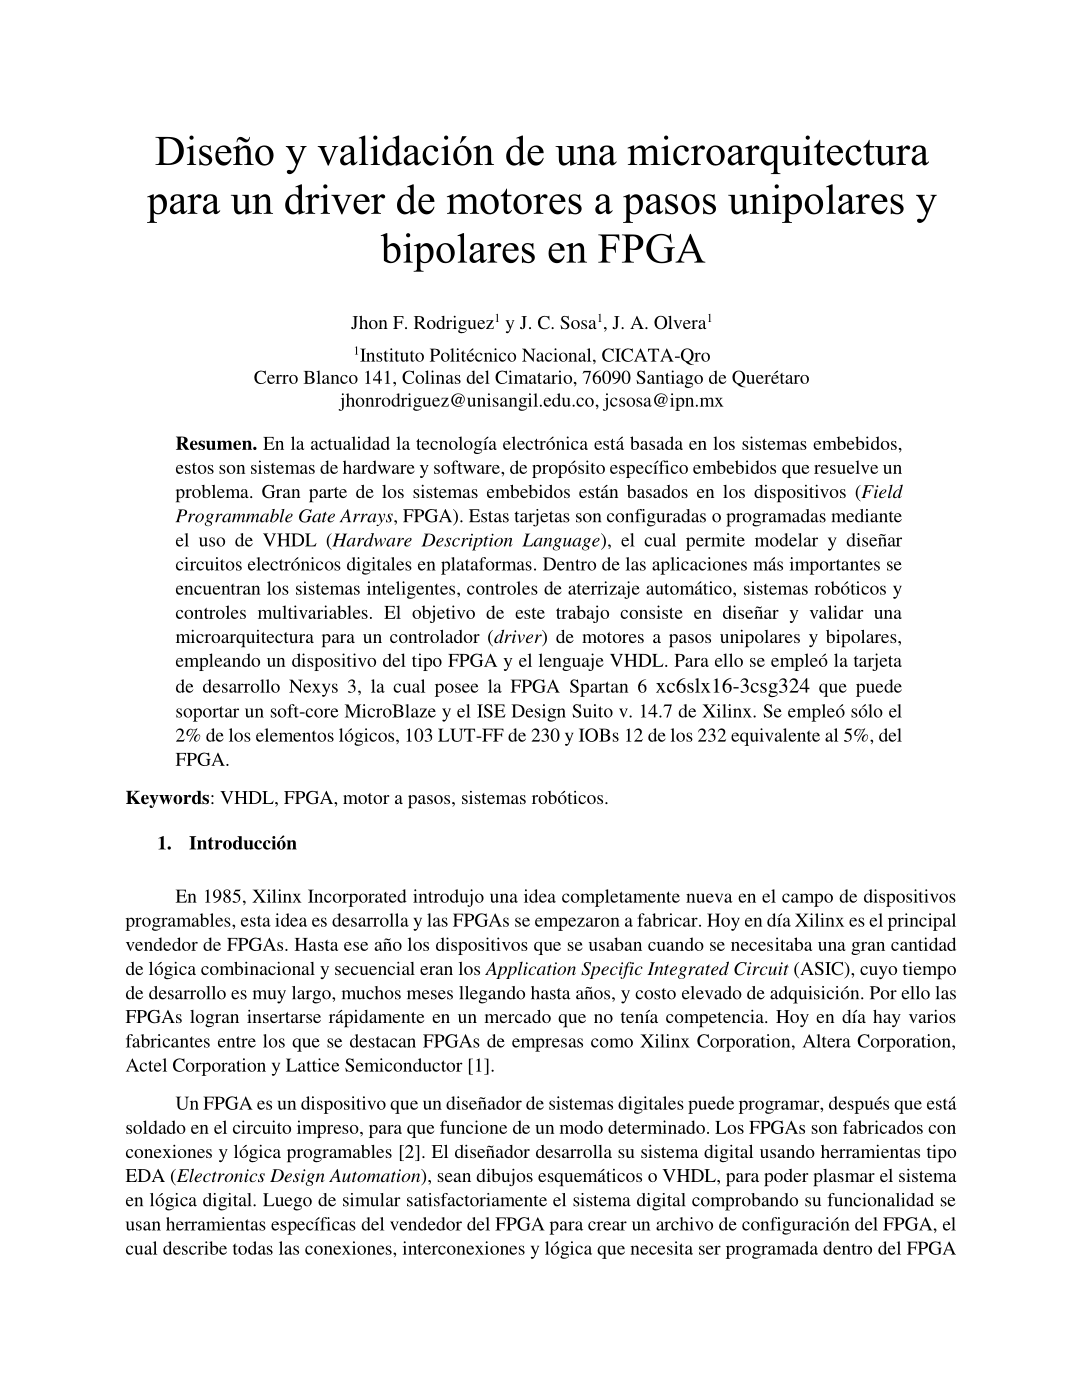 Diseño y validación de una microarquitectura
para un driver de motores a pasos unipolares y
bipolares en FPGA
Jhon F. Rodriguez¹ y J. C. Sosa¹, J. A. Olvera¹
¹Instituto Politécnico Nacional, CICATA-Qro
Cerro Blanco 141, Colinas del Cimatario, 76090 Santiago de Querétaro
jhonrodriguez@unisangil.edu.co, jcsosa@ipn.mx
Resumen. En la actualidad la tecnología electrónica está basada en los sistemas embebidos,
estos son sistemas de hardware y software, de propósito específico embebidos que resuelve un
problema. Gran parte de los sistemas embebidos están basados en los dispositivos (Field
Programmable Gate Arrays, FPGA). Estas tarjetas son configuradas o programadas mediante
el uso de VHDL (Hardware Description Language), el cual permite modelar y diseñar
circuitos electrónicos digitales en plataformas. Dentro de las aplicaciones más importantes se
encuentran los sistemas inteligentes, controles de aterrizaje automático, sistemas robóticos y
controles multivariables. El objetivo de este trabajo consiste en diseñar y validar una
microarquitectura para un controlador (driver) de motores a pasos unipolares y bipolares,
empleando un dispositivo del tipo FPGA y el lenguaje VHDL. Para ello se empleó la tarjeta
de desarrollo Nexys 3, la cual posee la FPGA Spartan 6 xc6slx16-3csg324 que puede
soportar un soft-core MicroBlaze y el ISE Design Suito v. 14.7 de Xilinx. Se empleó sólo el
2% de los elementos lógicos, 103 LUT-FF de 230 y IOBs 12 de los 232 equivalente al 5%, del
FPGA.
Keywords: VHDL, FPGA, motor a pasos, sistemas robóticos.
1. Introducción
En 1985, Xilinx Incorporated introdujo una idea completamente nueva en el campo de dispositivos
programables, esta idea es desarrolla y las FPGAs se empezaron a fabricar. Hoy en día Xilinx es el principal
vendedor de FPGAs. Hasta ese año los dispositivos que se usaban cuando se necesitaba una gran cantidad
de lógica combinacional y secuencial eran los Application Specific Integrated Circuit (ASIC), cuyo tiempo
de desarrollo es muy largo, muchos meses llegando hasta años, y costo elevado de adquisición. Por ello las
FPGAs logran insertarse rápidamente en un mercado que no tenía competencia. Hoy en día hay varios
fabricantes entre los que se destacan FPGAs de empresas como Xilinx Corporation, Altera Corporation,
Actel Corporation y Lattice Semiconductor [1].
Un FPGA es un dispositivo que un diseñador de sistemas digitales puede programar, después que está
soldado en el circuito impreso, para que funcione de un modo determinado. Los FPGAs son fabricados con
conexiones y lógica programables [2]. El diseñador desarrolla su sistema digital usando herramientas tipo
EDA (Electronics Design Automation), sean dibujos esquemáticos o VHDL, para poder plasmar el sistema
en lógica digital. Luego de simular satisfactoriamente el sistema digital comprobando su funcionalidad se
usan herramientas específicas del vendedor del FPGA para crear un archivo de configuración del FPGA, el
cual describe todas las conexiones, interconexiones y lógica que necesita ser programada dentro del FPGA